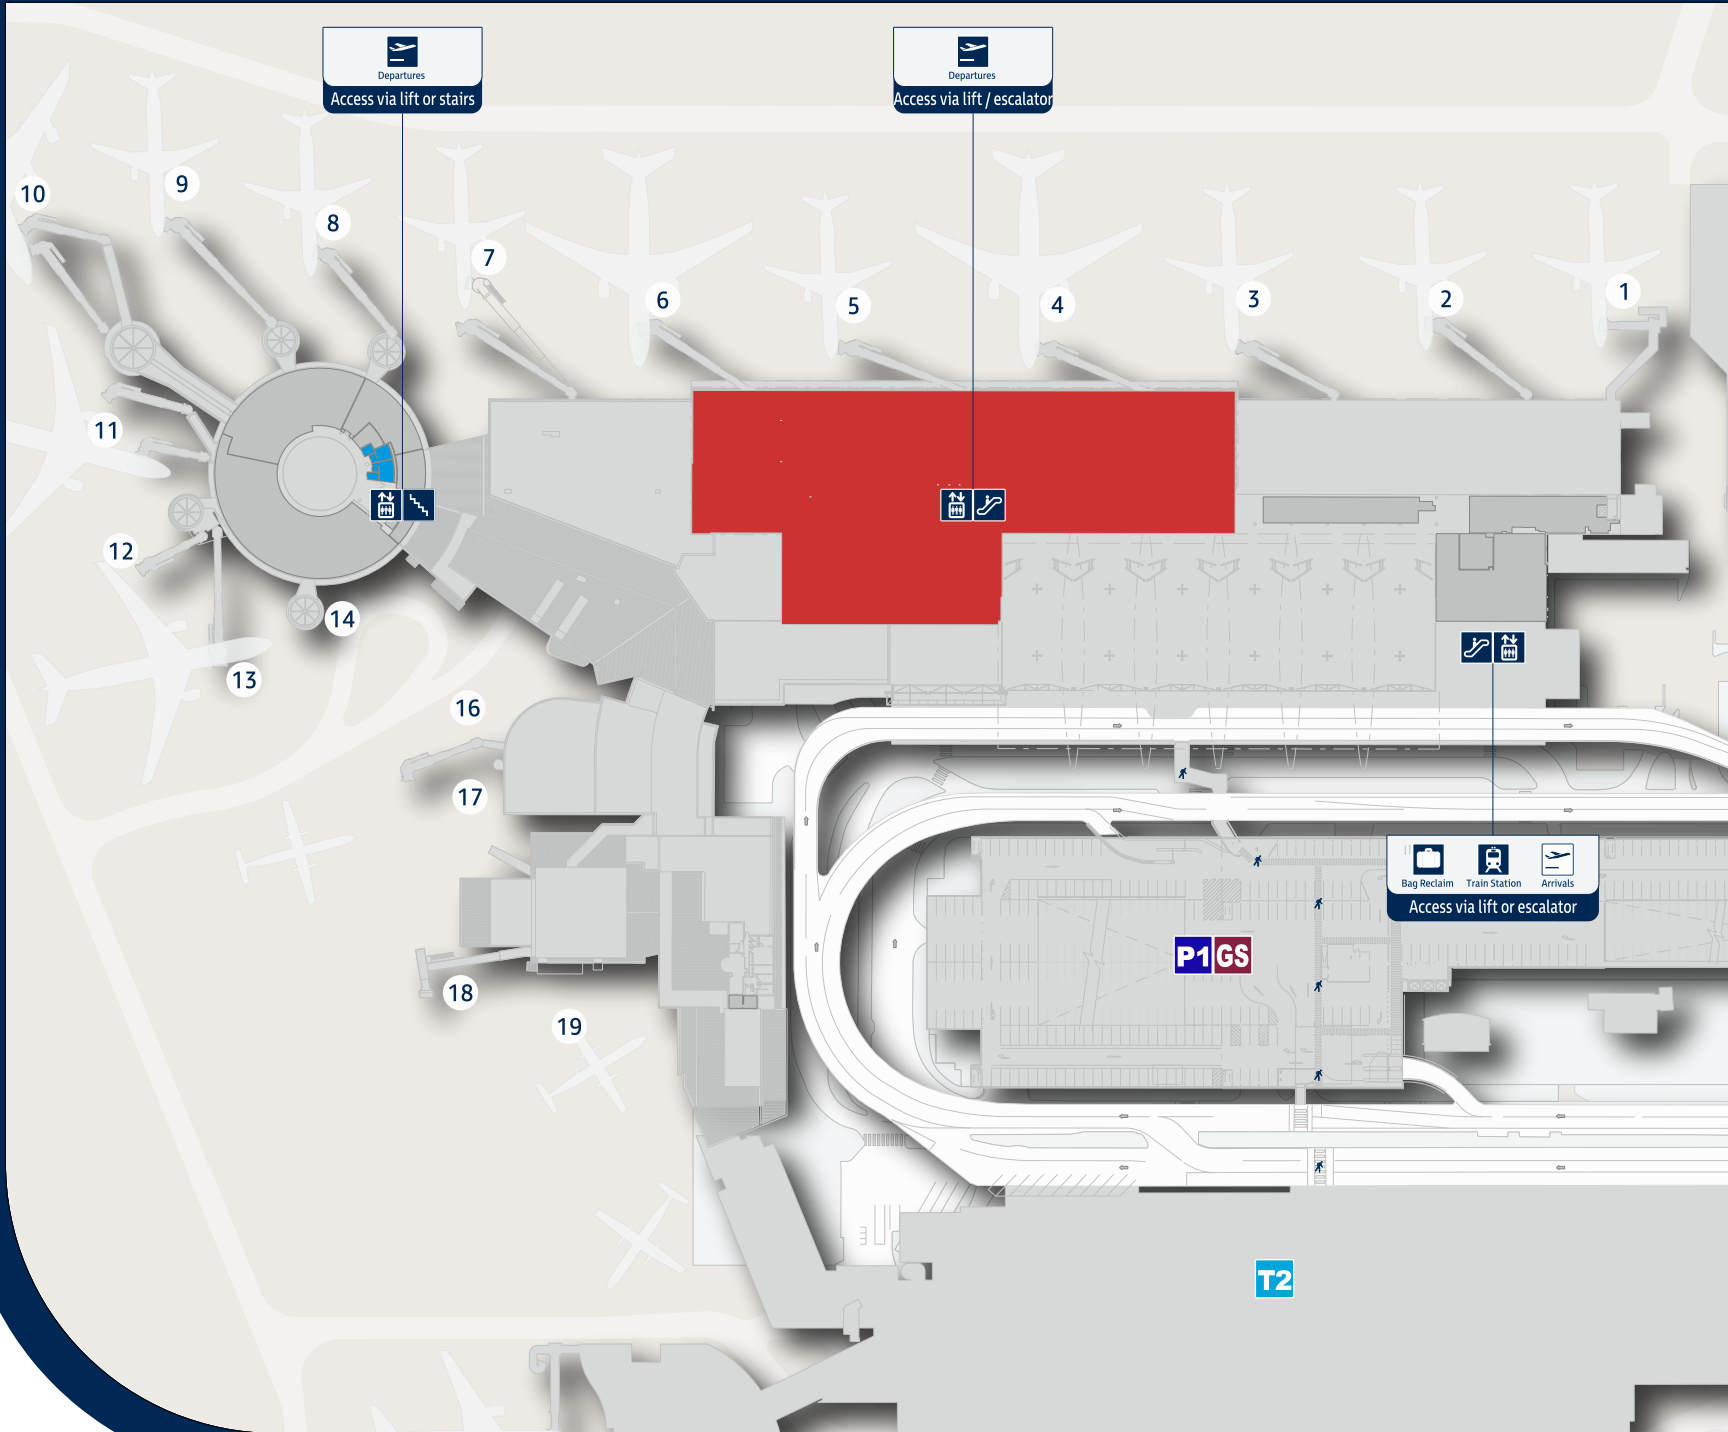 Departures
Access via lift or stairs
Departures
Access via lift / escalator
10
9
8
7
6
5
4
3
2
1
11
12
14
13
16
17
18
19
Bag Reclaim
Train Station
Arrivals
Access via lift or escalator
P1 GS
T2